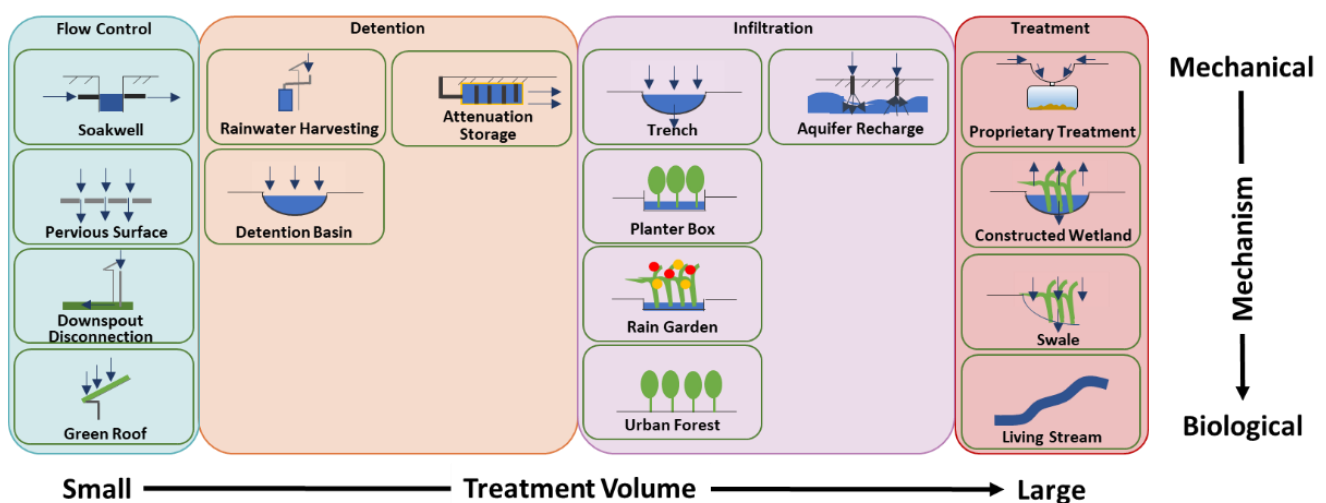 Flow Control
Detention
Infiltration
Treatment
Mechanical
Soakwell
Rainwater Harvesting
Attenuation
Storage
Trench
Aquifer Recharge
Proprietary Treatment
Pervious Surface
Detention Basin
Planter Box
Constructed Wetland
Mechanism
Downspout
Disconnection
Rain Garden
Swale
Green Roof
Urban Forest
Living Stream
Biological
Small
Treatment Volume
Large